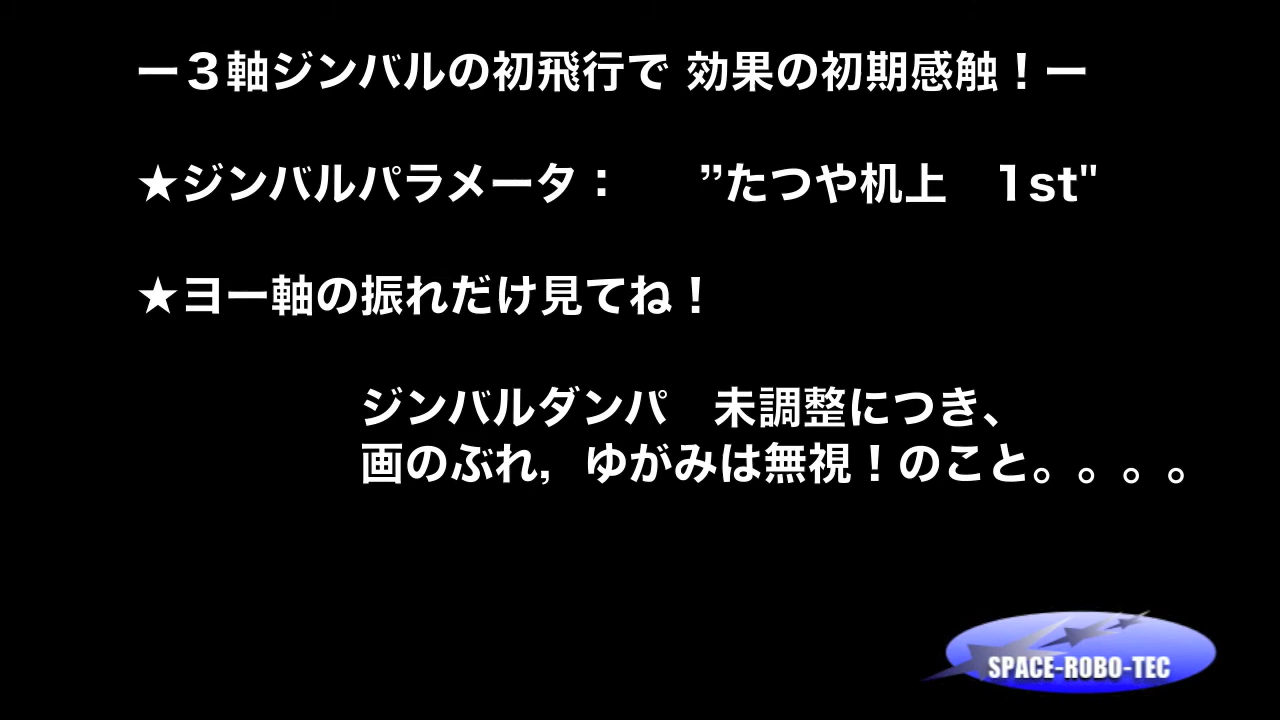 ー３軸ジンバルの初飛行で 効果の初期感触！ー
★ジンバルパラメータ：　　”たつや机上　1st"
★ヨー軸の振れだけ見てね！
ジンバルダンパ　未調整につき、
画のぶれ，ゆがみは無視！のこと。。。。
SPACE-ROBO-TEC